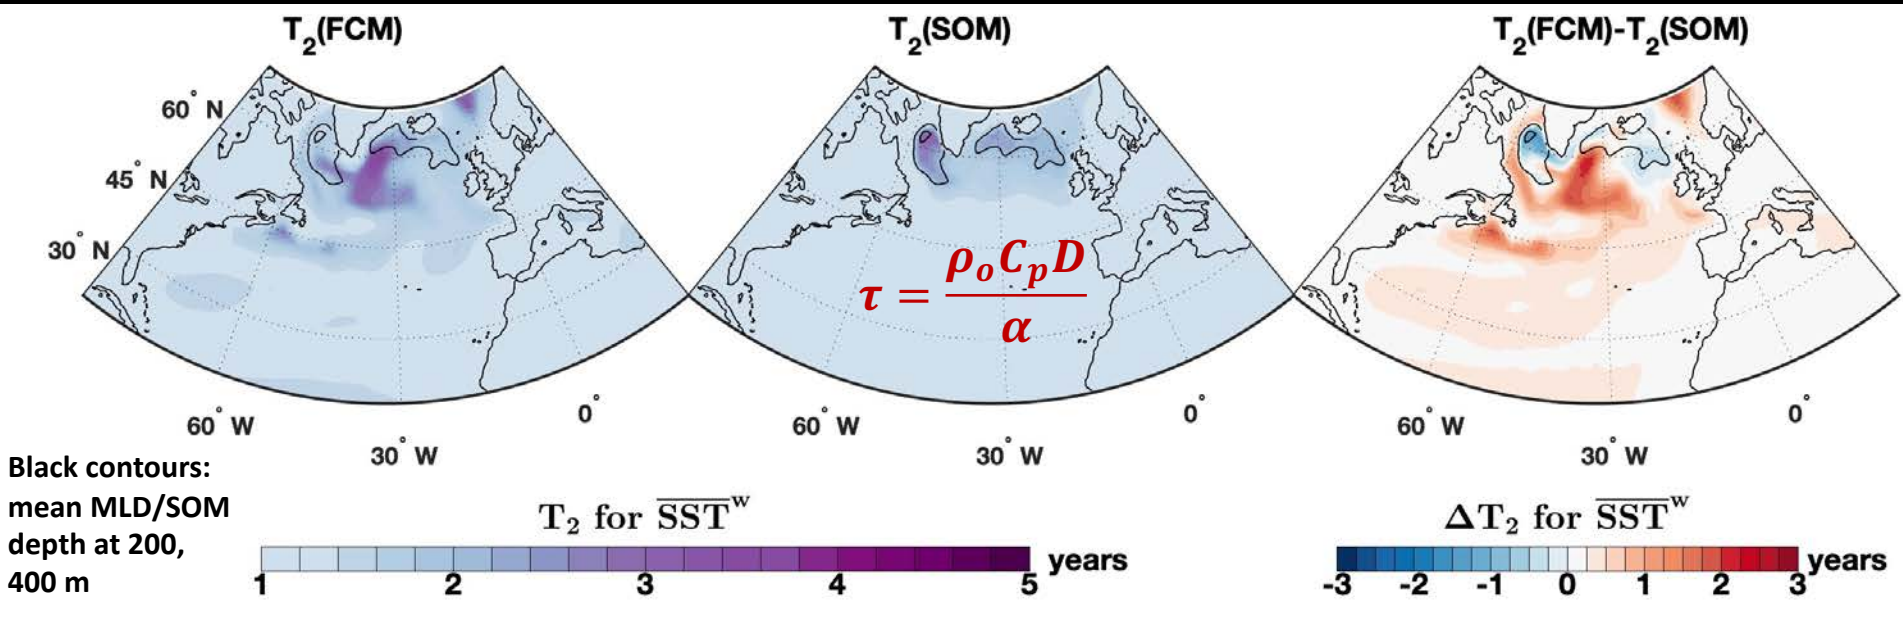 T₂(FCM)
T₂(SOM)
T₂(FCM)-T₂(SOM)
60° N
45° N
30° N
60° W
30° W
0°
60° W
30° W
0°
60° W
30° W
0°
τ = ρₒCₚD / α
Black contours:
mean MLD/SOM
depth at 200,
400 m
T₂ for S̅S̅T̅ʷ
1 2 3 4 5 years
ΔT₂ for S̅S̅T̅ʷ
-3 -2 -1 0 1 2 3 years